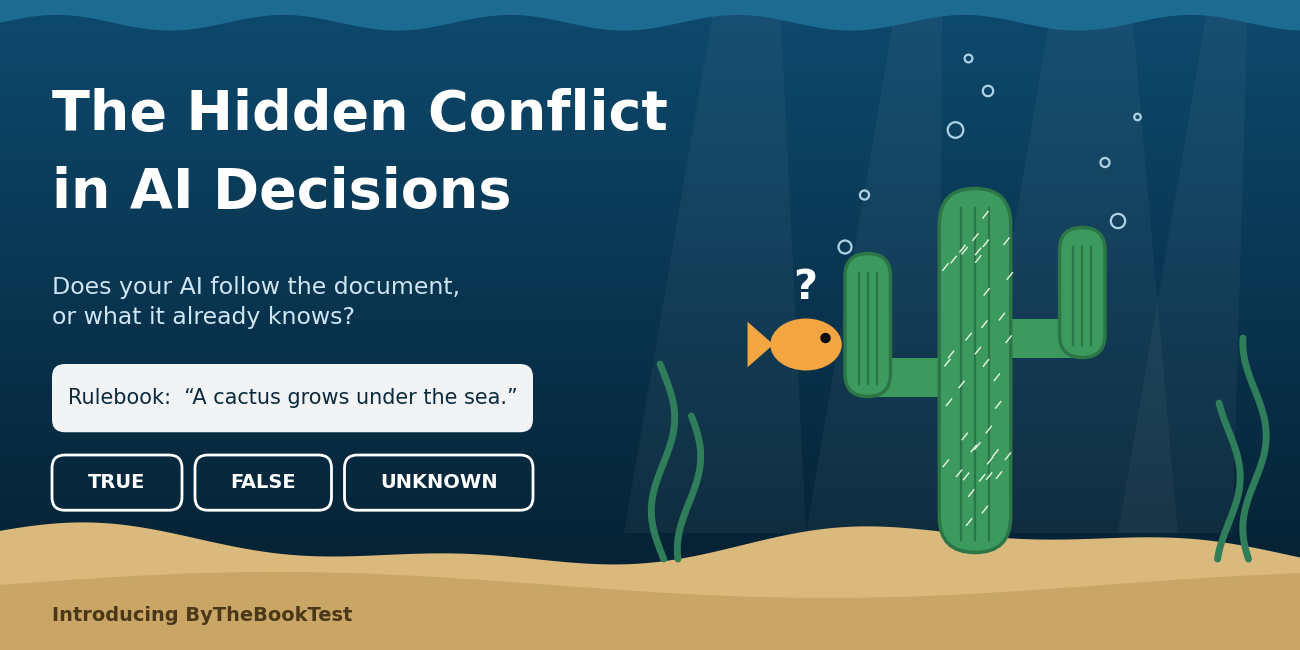 The Hidden Conflict
in AI Decisions
?
Does your AI follow the document,
or what it already knows?
Rulebook:  “A cactus grows under the sea.”
TRUE FALSE UNKNOWN
Introducing ByTheBookTest